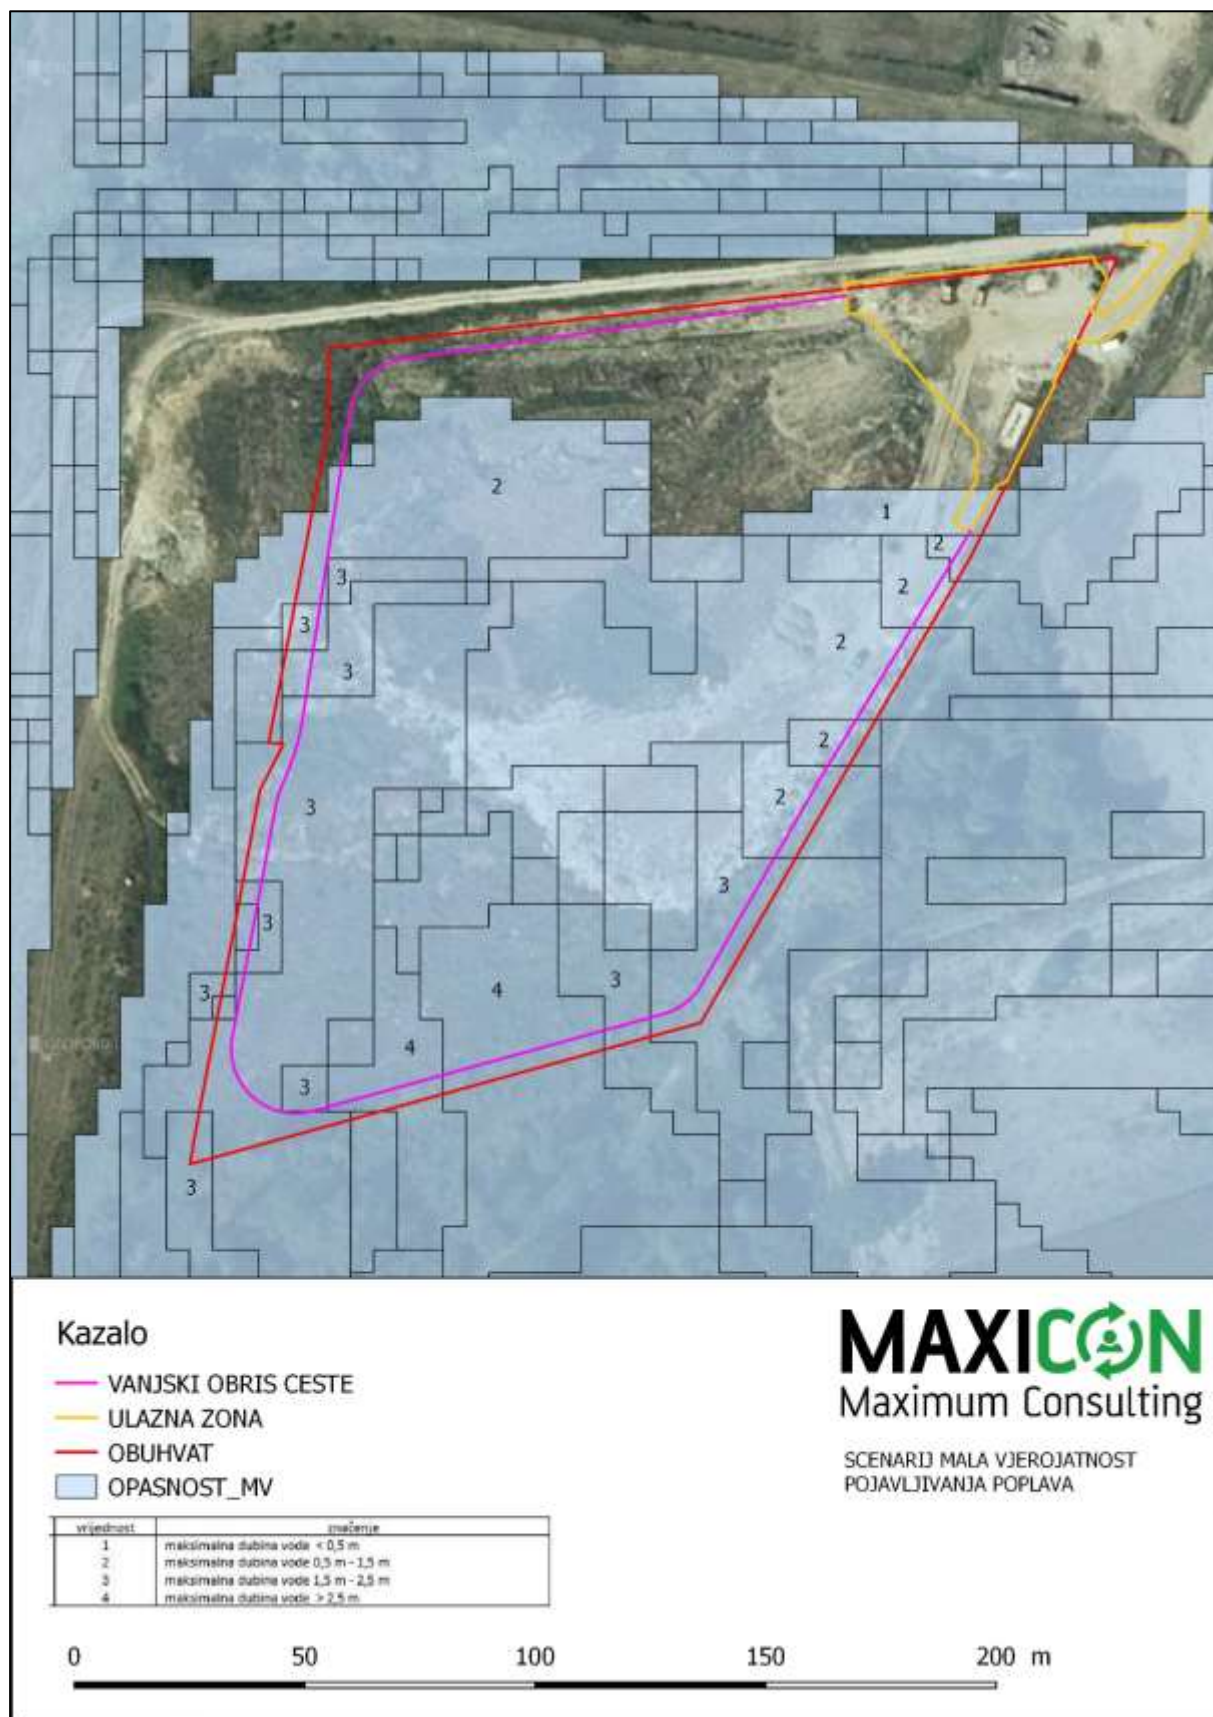 2
1
2
3
2
3
2
3
2
3
2
3
3
3
3
4
4
3
3
Kazalo
VANJSKI OBRIS CESTE
ULAZNA ZONA
OBUHVAT
OPASNOST_MV
MAXICON
Maximum Consulting
SCENARIJ MALA VJEROJATNOST
POJAVLJIVANJA POPLAVA
vrijednost značenje
1 maksimalna dubina vode < 0,5 m
2 maksimalna dubina vode 0,5 m - 1,5 m
3 maksimalna dubina vode 1,5 m - 2,5 m
4 maksimalna dubina vode > 2,5 m
0 50 100 150 200 m